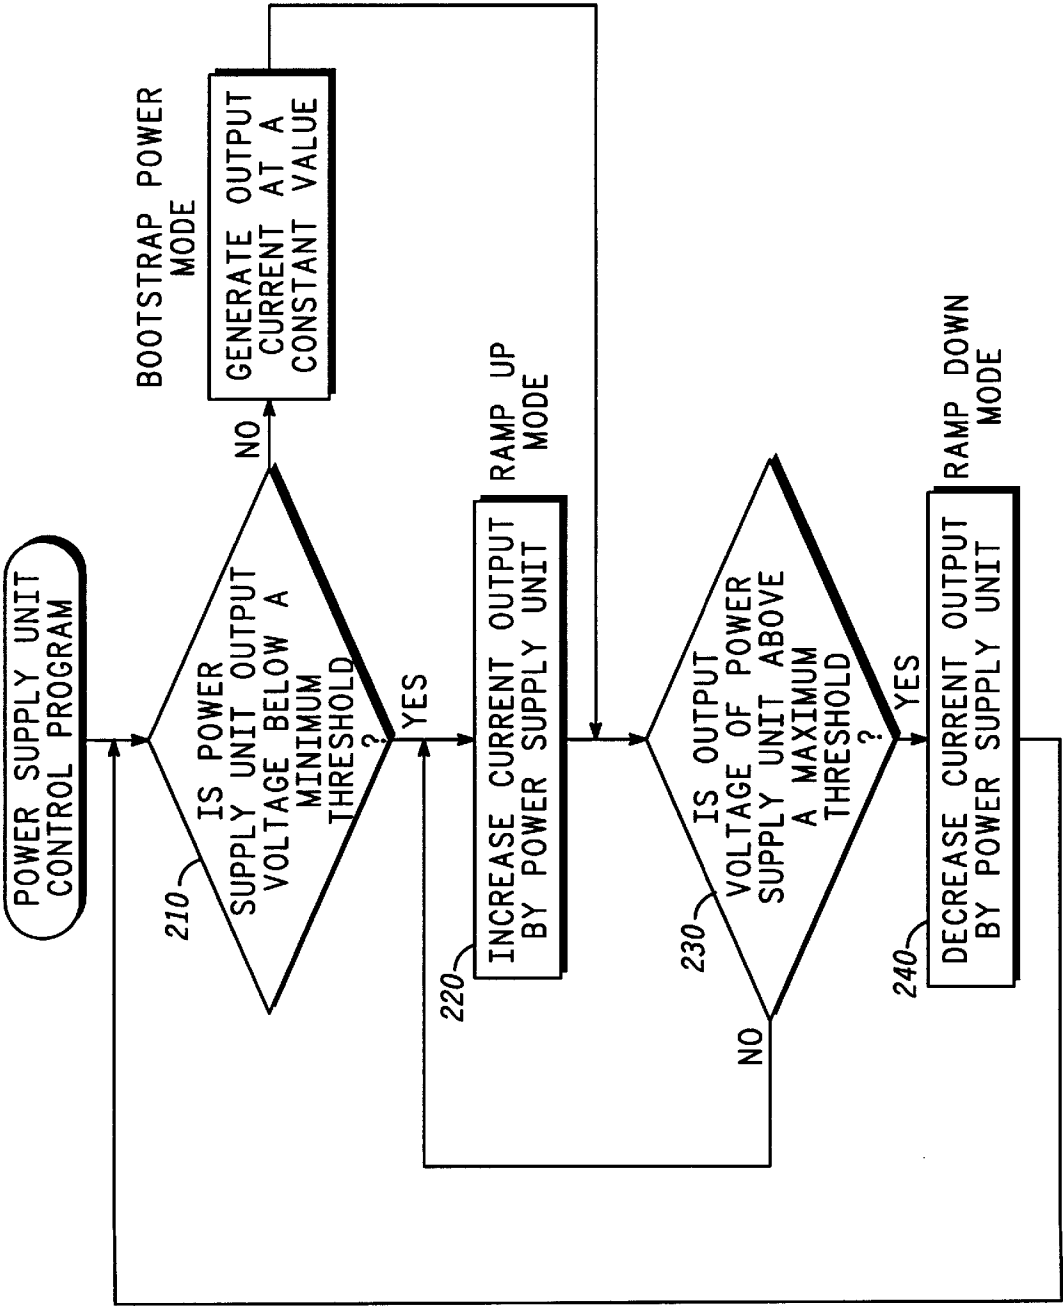 POWER SUPPLY UNIT
CONTROL PROGRAM
210
IS POWER
SUPPLY UNIT OUTPUT
VOLTAGE BELOW A
MINIMUM
THRESHOLD
?
NO
YES
BOOTSTRAP POWER
MODE
GENERATE OUTPUT
CURRENT AT A
CONSTANT VALUE
220
INCREASE CURRENT OUTPUT
BY POWER SUPPLY UNIT
RAMP UP
MODE
230
IS OUTPUT
VOLTAGE OF POWER
SUPPLY UNIT ABOVE
A MAXIMUM
THRESHOLD
?
NO
YES
240
DECREASE CURRENT OUTPUT
BY POWER SUPPLY UNIT
RAMP DOWN
MODE